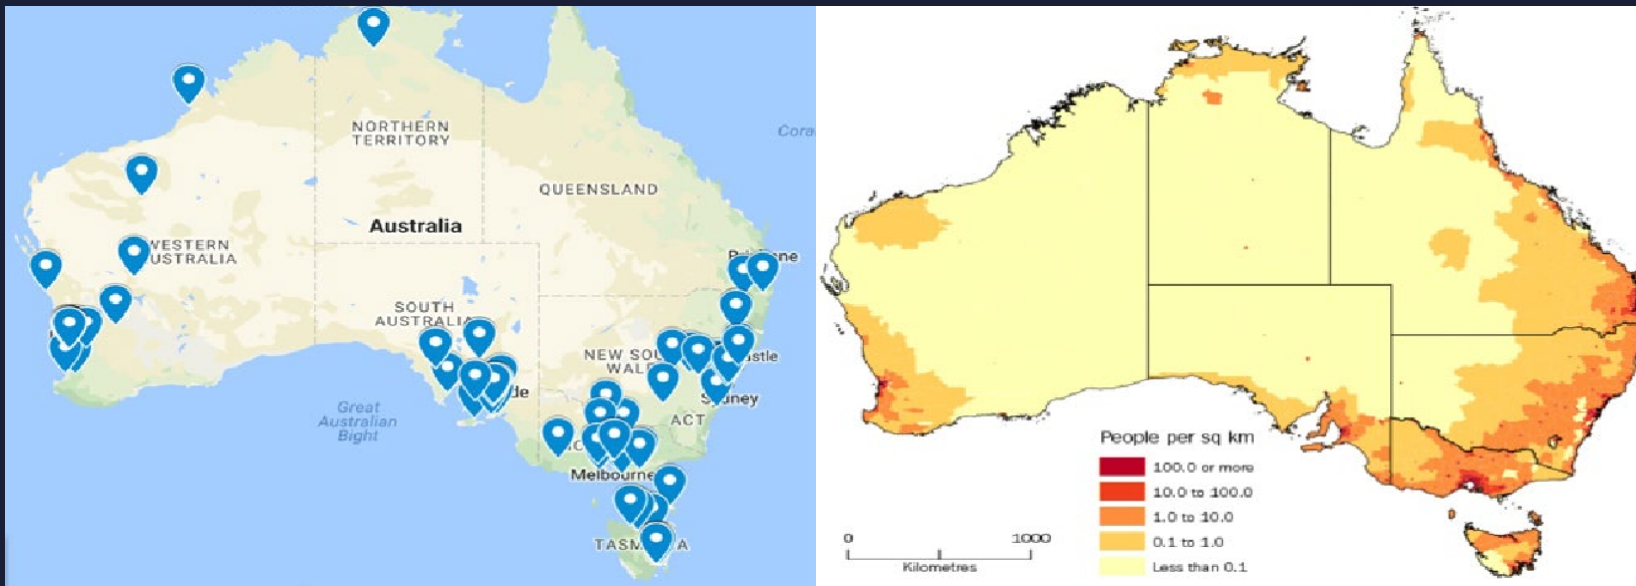 NORTHERN
TERRITORY
Cora
QUEENSLAND
Australia
WESTERN
USTRALIA
SOUTH
AUSTRALIA
NEW SOU
WAL
stle
de
Sydney
ACT
Great
Australian
Bight
Melbourne
TASM A
People per sq km
100.0 or more
10.0 to 100.0
1.0 to 10.0
0.1 to 1.0
Less than 0.1
0 1000
Kilometres